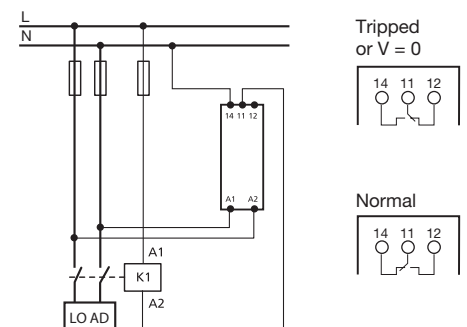 L
N
Tripped
or V = 0
14 11 12
14 11 12
A1 A2
Normal
14 11 12
A1
K1
A2
LO AD